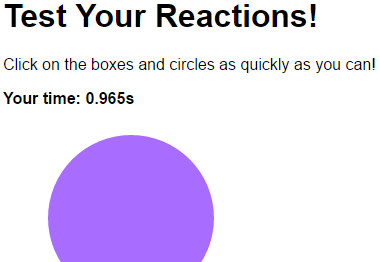 Test Your Reactions!
Click on the boxes and circles as quickly as you can!
Your time: 0.965s